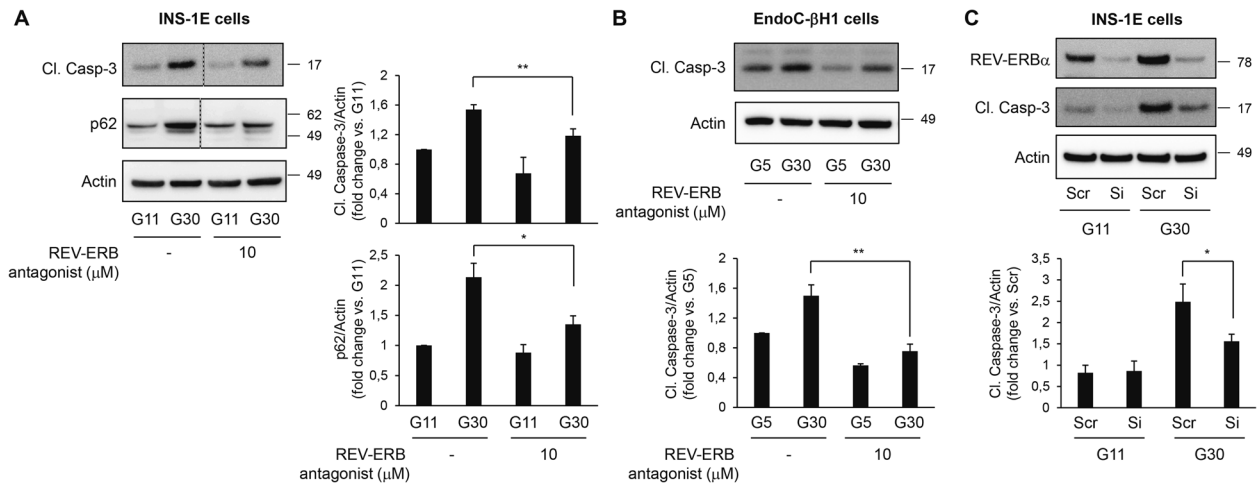 A
INS-1E cells
Cl. Casp-3
17
p62
62
49
Actin
49
G11 G30 G11 G30
REV-ERB
antagonist (μM)
- 10
Cl. Caspase-3/Actin
(fold change vs. G11)
2
1,6
1,2
0,8
0,4
0
**
p62/Actin
(fold change vs. G11)
2,5
2
1,5
1
0,5
0
*
G11 G30 G11 G30
REV-ERB
antagonist (μM)
- 10
B
EndoC-βH1 cells
Cl. Casp-3
17
Actin
49
G5 G30 G5 G30
REV-ERB
antagonist (μM)
- 10
Cl. Caspase-3/Actin
(fold change vs. G5)
2
1,6
1,2
0,8
0,4
0
**
G5 G30 G5 G30
REV-ERB
antagonist (μM)
- 10
C
INS-1E cells
REV-ERBα
78
Cl. Casp-3
17
Actin
49
Scr Si Scr Si
G11 G30
Cl. Caspase-3/Actin
(fold change vs. Scr)
3,5
3
2,5
2
1,5
1
0,5
0
*
Scr Si Scr Si
G11 G30